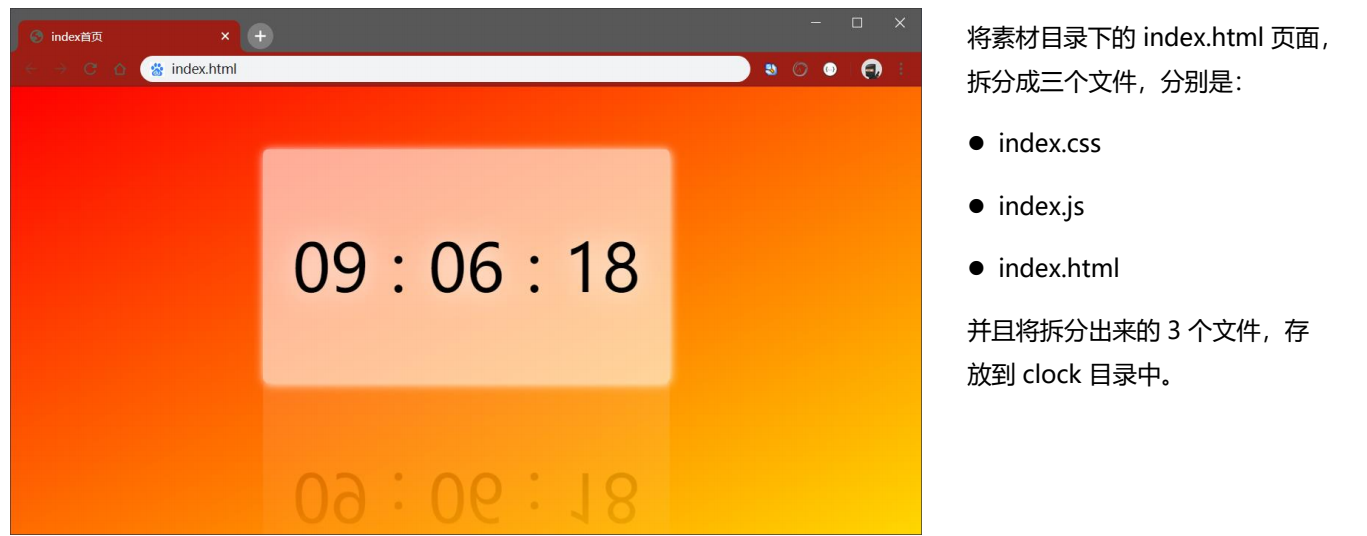 index首页
index.html
09 : 06 : 18
09 : 06 : 18
将素材目录下的 index.html 页面，
拆分成三个文件，分别是：
● index.css
● index.js
● index.html
并且将拆分出来的 3 个文件，存
放到 clock 目录中。